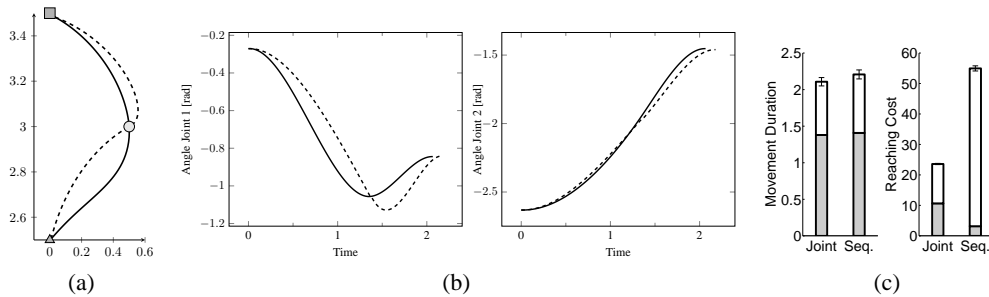 3.4
3.2
3
2.8
2.6
0 0.2 0.4 0.6
(a)
Angle Joint 1 [rad]
−0.2
−0.4
−0.6
−0.8
−1
−1.2
0 1 2
Time
Angle Joint 2 [rad]
−1.5
−2
−2.5
0 1 2
Time
(b)
Movement Duration
2.5
2
1.5
1
0.5
0
Joint Seq.
Reaching Cost
60
50
40
30
20
10
0
Joint Seq.
(c)